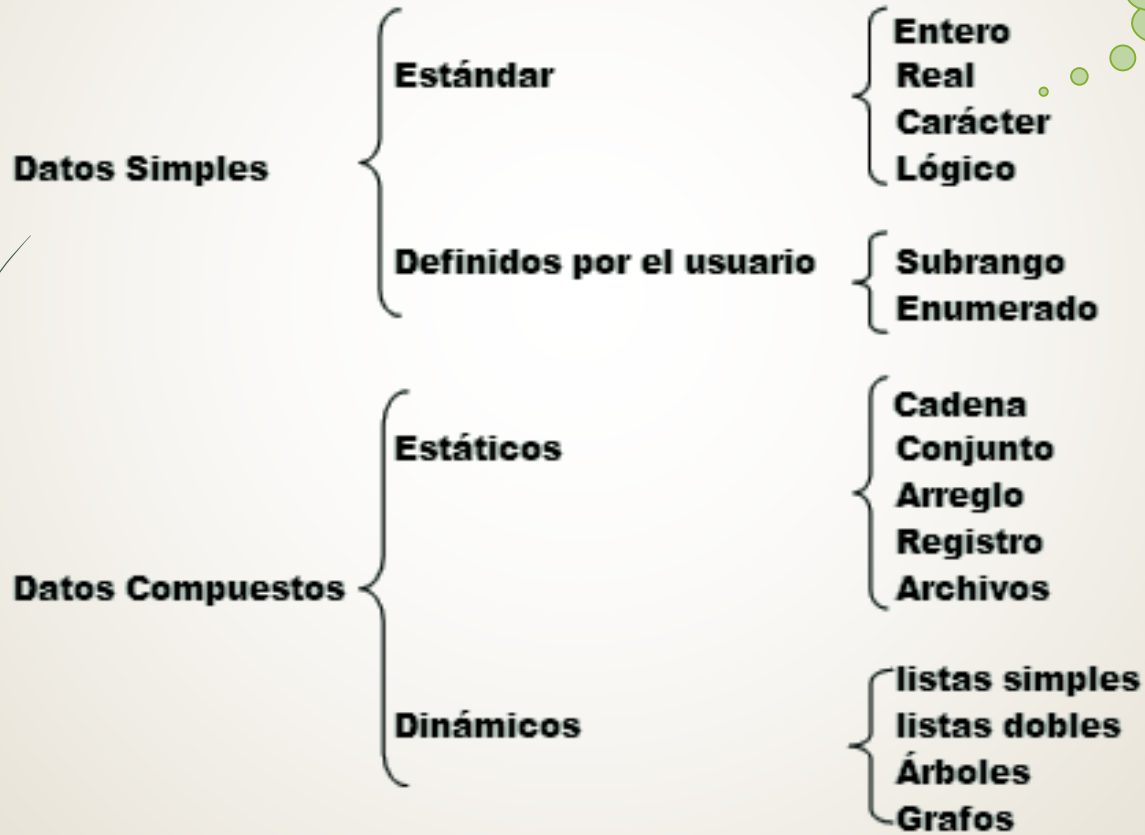 Datos Simples
Estándar
Entero
Real
Carácter
Lógico
Definidos por el usuario
Subrango
Enumerado
Datos Compuestos
Estáticos
Cadena
Conjunto
Arreglo
Registro
Archivos
Dinámicos
listas simples
listas dobles
Árboles
Grafos